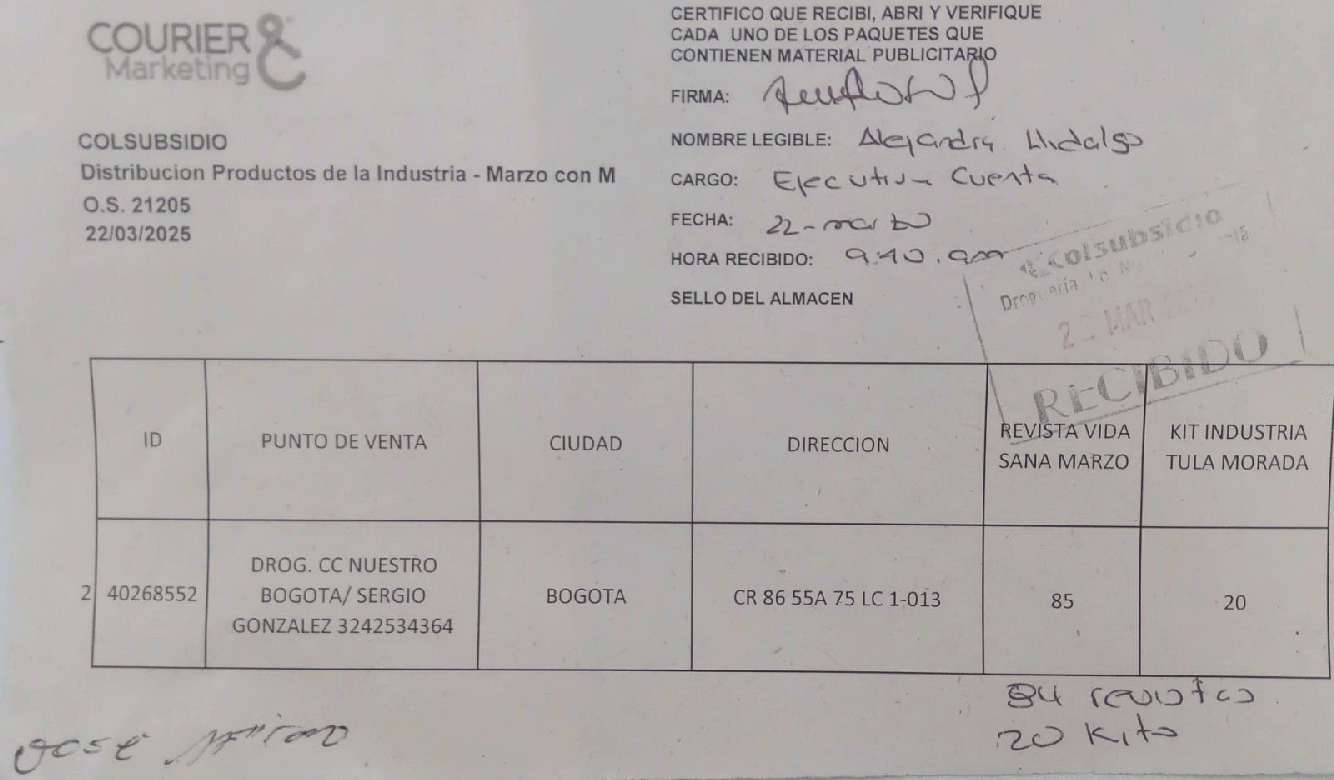 COURIER
Marketing
COLSUBSIDIO
Distribucion Productos de la Industria - Marzo con M
O.S. 21205
22/03/2025
CERTIFICO QUE RECIBI, ABRI Y VERIFIQUE
CADA UNO DE LOS PAQUETES QUE
CONTIENEN MATERIAL PUBLICITARIO
FIRMA:
NOMBRE LEGIBLE: Alejandra Hidalgo
CARGO: Ejecutiva Cuenta
FECHA: 22-marzo
HORA RECIBIDO: 9:40. am
SELLO DEL ALMACEN
Colsubsidio
MAR
RECIBIDO
ID PUNTO DE VENTA CIUDAD DIRECCION REVISTA VIDA SANA MARZO KIT INDUSTRIA TULA MORADA
2 40268552 DROG. CC NUESTRO BOGOTA/ SERGIO GONZALEZ 3242534364 BOGOTA CR 86 55A 75 LC 1-013 85 20
84 revistas
20 Kits
Jose